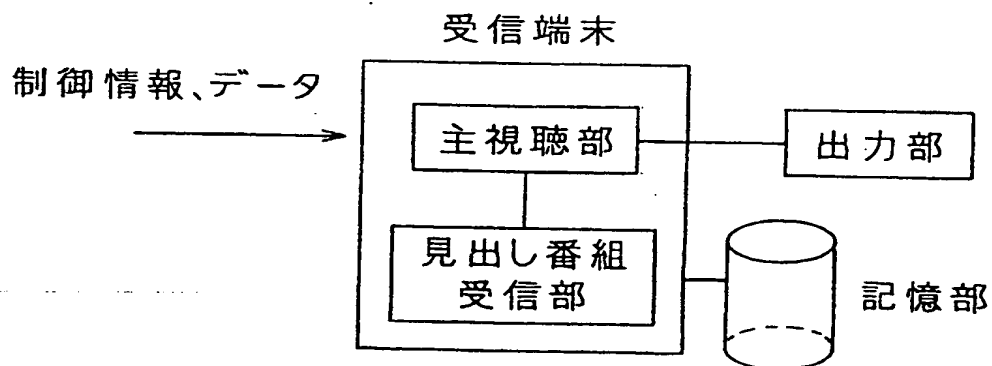 受信端末
制御情報、データ
主視聴部
出力部
見出し番組
受信部
記憶部